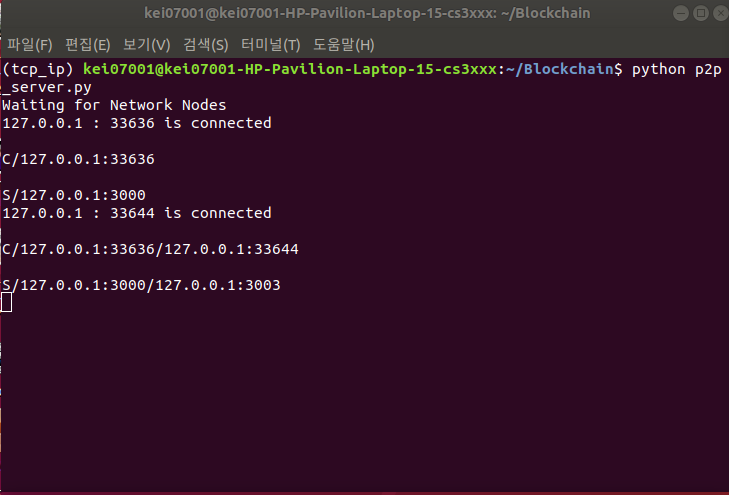 kei07001@kei07001-HP-Pavilion-Laptop-15-cs3xxx: ~/Blockchain
파일(F) 편집(E) 보기(V) 검색(S) 터미널(T) 도움말(H)
(tcp_ip) kei07001@kei07001-HP-Pavilion-Laptop-15-cs3xxx:~/Blockchain$ python p2p
_server.py
Waiting for Network Nodes
127.0.0.1 : 33636 is connected
C/127.0.0.1:33636
S/127.0.0.1:3000
127.0.0.1 : 33644 is connected
C/127.0.0.1:33636/127.0.0.1:33644
S/127.0.0.1:3000/127.0.0.1:3003